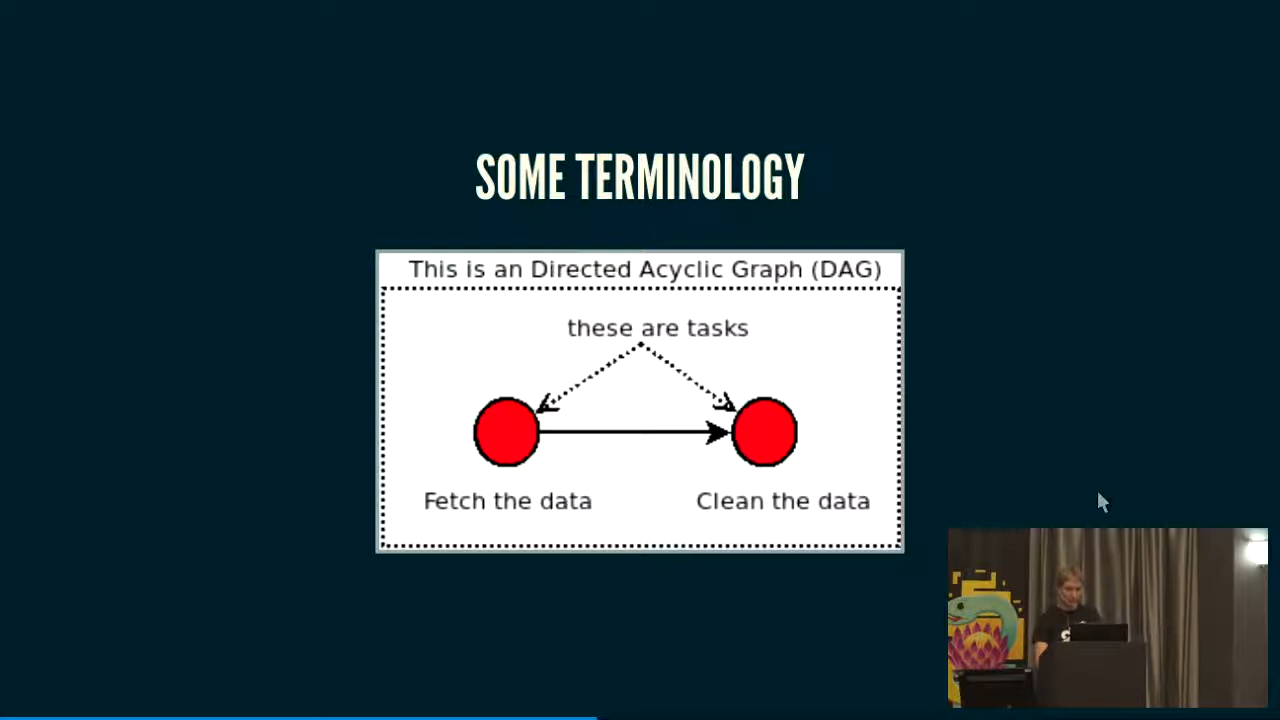 SOME TERMINOLOGY
This is an Directed Acyclic Graph (DAG)
these are tasks
Fetch the data
Clean the data